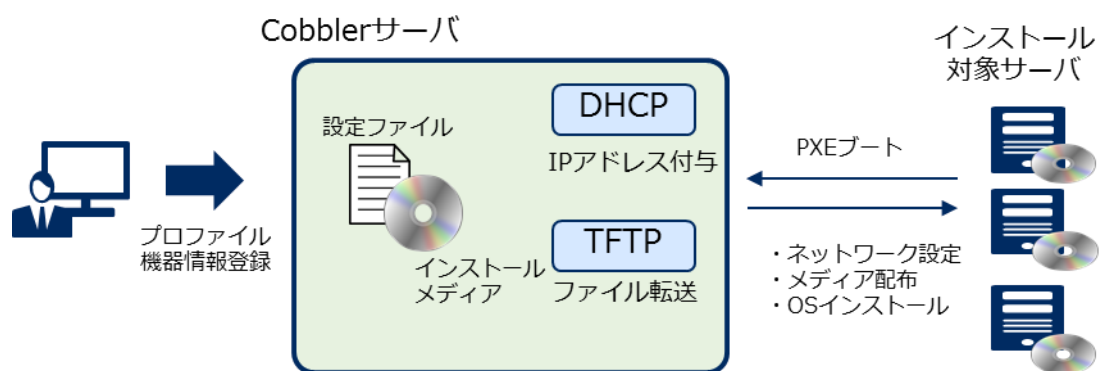 Cobblerサーバ
インストール
対象サーバ
DHCP
設定ファイル
IPアドレス付与
PXEブート
プロファイル
機器情報登録
TFTP
インストール
メディア
ファイル転送
・ネットワーク設定
・メディア配布
・OSインストール